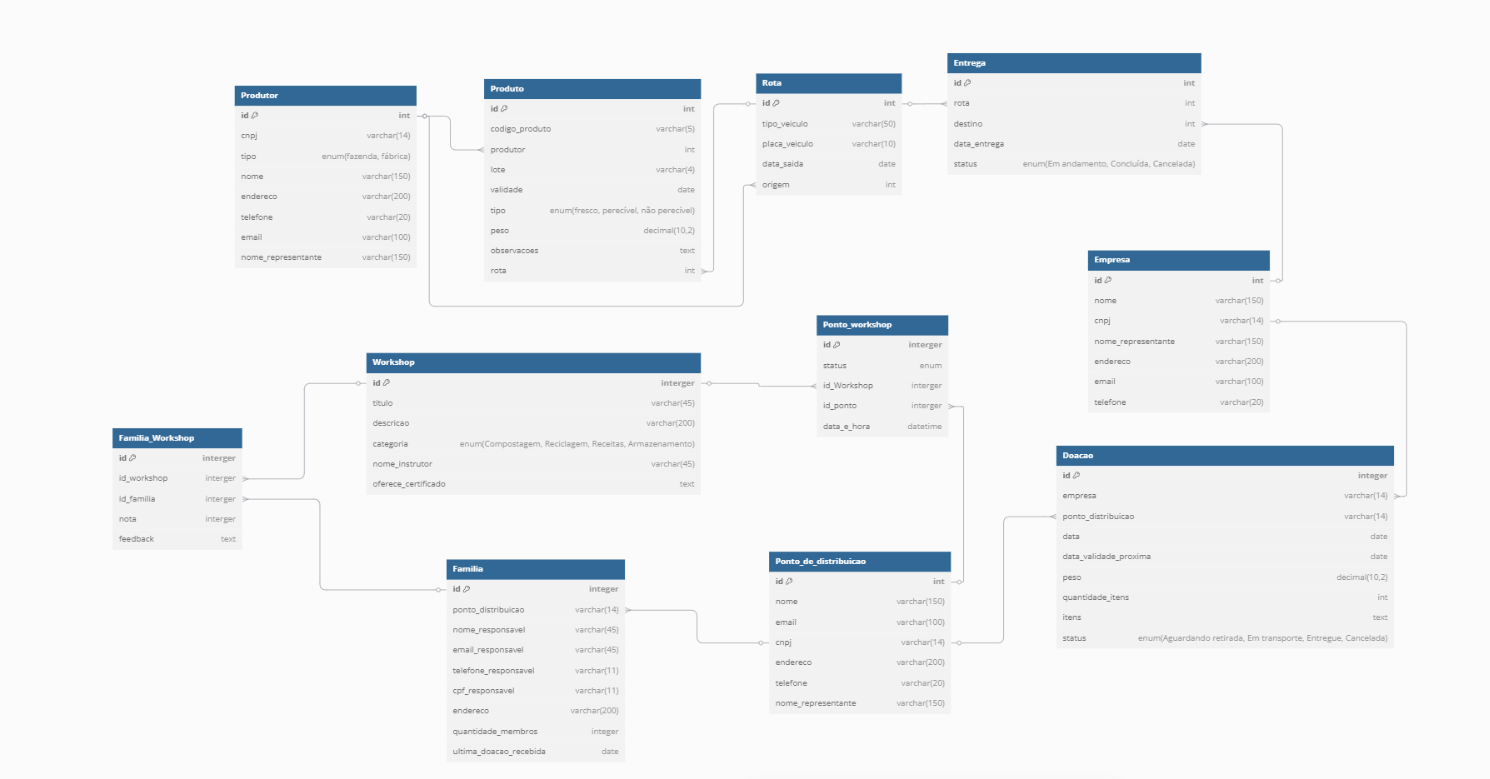 Produtor
id int
cnpj varchar(14)
tipo enum(fazenda, fábrica)
nome varchar(150)
endereco varchar(200)
telefone varchar(20)
email varchar(100)
nome_representante varchar(150)
Produto
id int
codigo_produto varchar(5)
produtor int
lote varchar(4)
validade date
tipo enum(fresco, perecível, não perecível)
peso decimal(10,2)
observacoes text
rota int
Rota
id int
tipo_veiculo varchar(50)
placa_veiculo varchar(10)
data_saida date
origem int
Entrega
id int
rota int
destino int
data_entrega date
status enum(Em andamento, Concluída, Cancelada)
Empresa
id int
nome varchar(150)
cnpj varchar(14)
nome_representante varchar(150)
endereco varchar(200)
email varchar(100)
telefone varchar(20)
Ponto_workshop
id interger
status enum
id_Workshop interger
id_ponto interger
data_e_hora datetime
Workshop
id interger
titulo varchar(45)
descricao varchar(200)
categoria enum(Compostagem, Reciclagem, Receitas, Armazenamento)
nome_instrutor varchar(45)
oferece_certificado text
Familia_Workshop
id interger
id_workshop interger
id_familia interger
nota interger
feedback text
Doacao
id integer
empresa varchar(14)
ponto_distribuicao varchar(14)
data date
data_validade_proxima date
peso decimal(10,2)
quantidade_itens int
itens text
status enum(Aguardando retirada, Em transporte, Entregue, Cancelada)
Familia
id integer
ponto_distribuicao varchar(14)
nome_responsavel varchar(45)
email_responsavel varchar(45)
telefone_responsavel varchar(11)
cpf_responsavel varchar(11)
endereco varchar(200)
quantidade_membros integer
ultima_doacao_recebida date
Ponto_de_distribuicao
id int
nome varchar(150)
email varchar(100)
cnpj varchar(14)
endereco varchar(200)
telefone varchar(20)
nome_representante varchar(150)